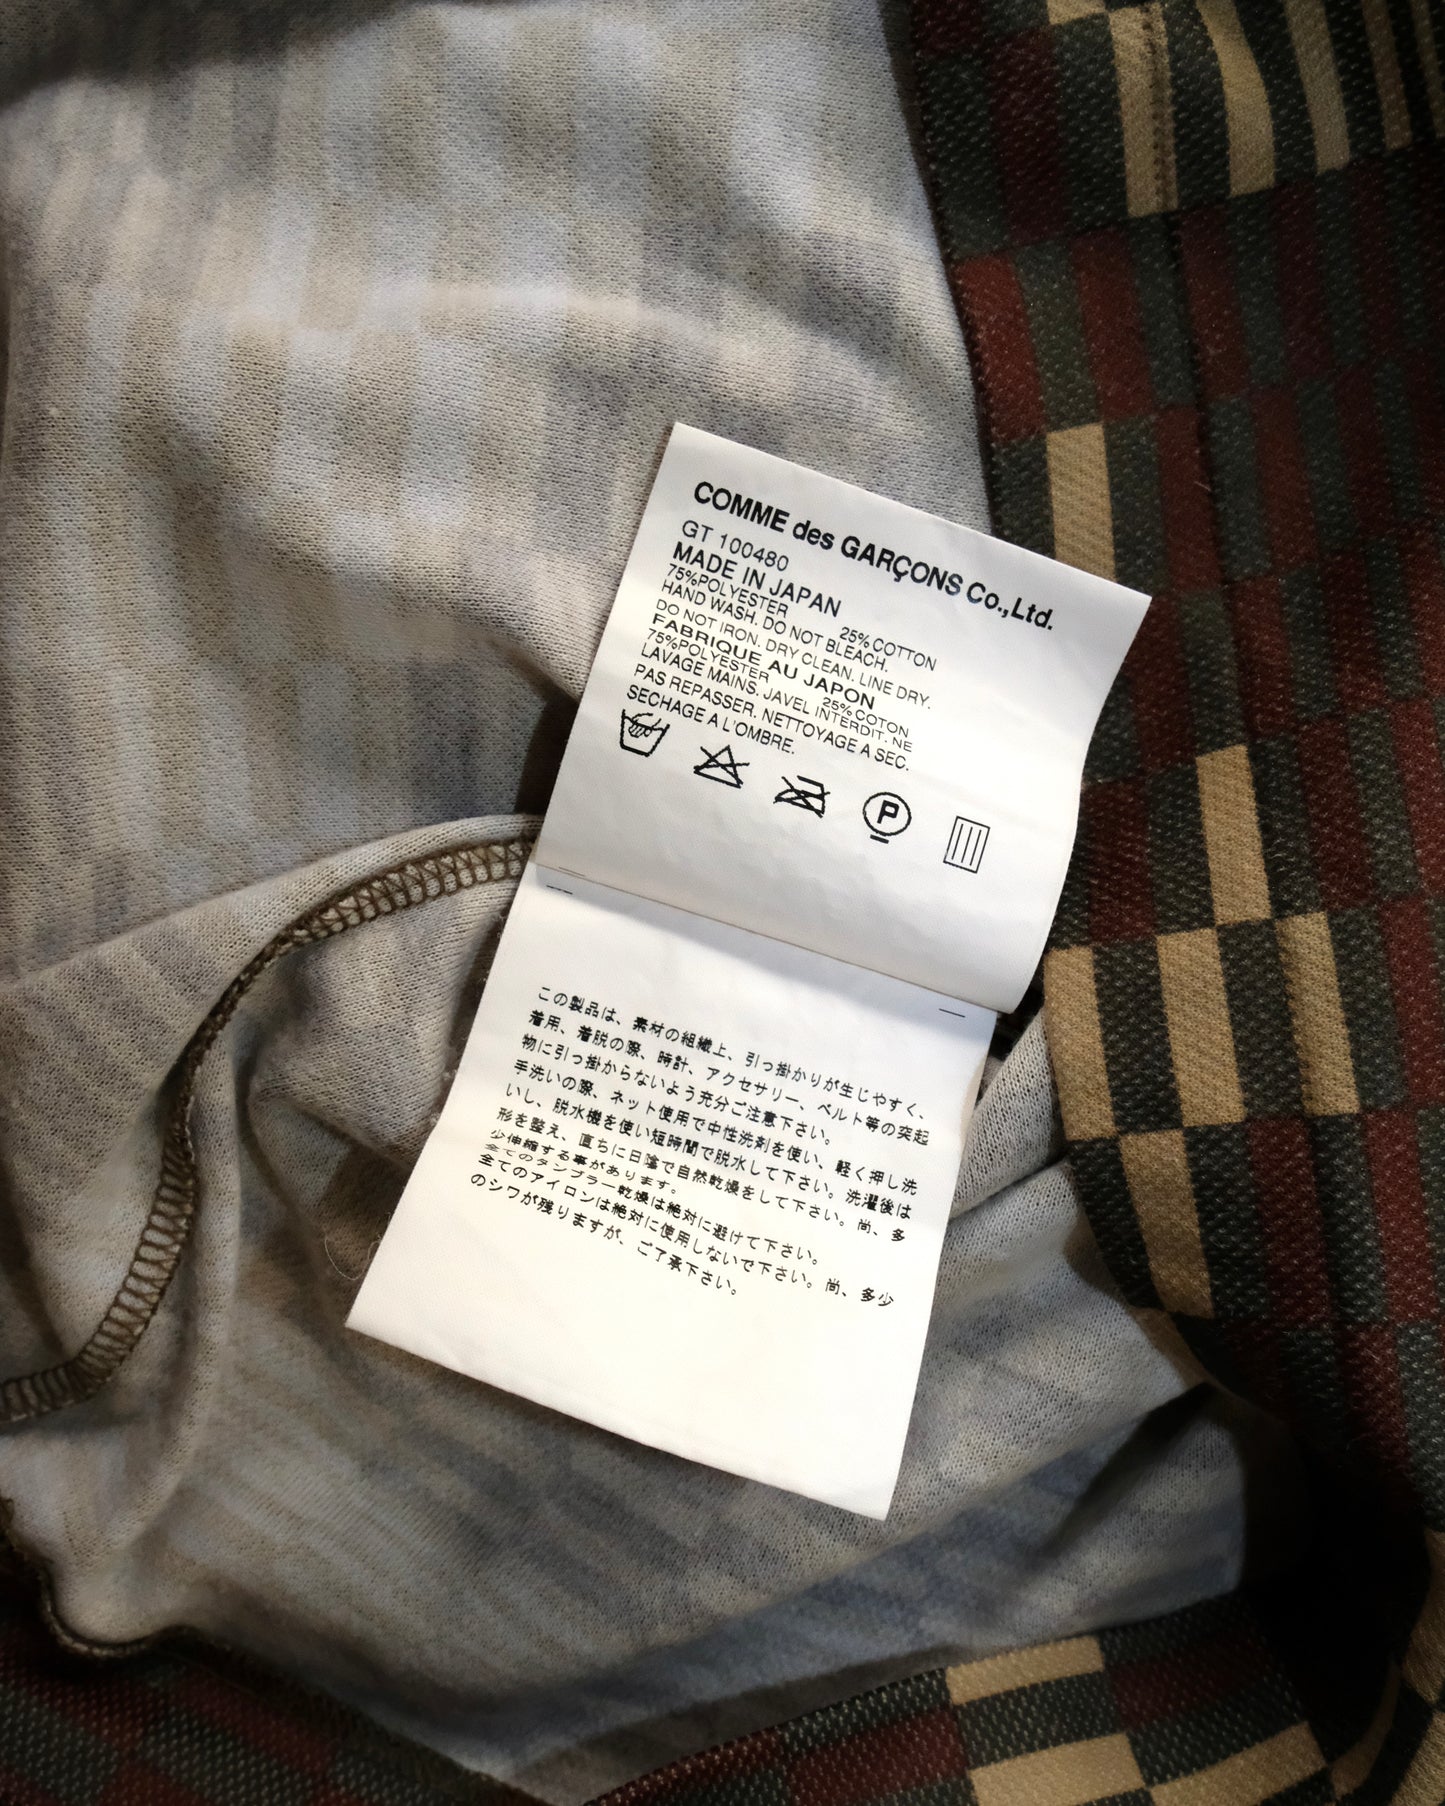 COMME des GARÇONS Co.,Ltd.
GT 100480
MADE IN JAPAN
75%POLYESTER 25%COTTON
HAND WASH. DO NOT BLEACH.
DO NOT IRON. DRY CLEAN. LINE DRY.
FABRIQUE AU JAPON
75%POLYESTER 25%COTON
LAVAGE MAINS. JAVEL INTERDIT. NE
PAS REPASSER. NETTOYAGE A SEC.
SECHAGE A L'OMBRE.
P
この製品は、素材の組織上、引っ掛かりが生じやすく、
着用、着脱の際、時計、アクセサリー、ベルト等の突起
物に引っ掛からないよう充分ご注意下さい。
手洗いの際、ネット使用で中性洗剤を使い、軽く押し洗
いし、脱水機を使い短時間で脱水して下さい。洗濯後は
形を整え、直ちに日陰で自然乾燥をして下さい。尚、多
少伸縮する事があります。
全てのタンブラー乾燥は絶対に避けて下さい。
全てのアイロンは絶対に使用しないで下さい。尚、多少
のシワが残りますが、ご了承下さい。